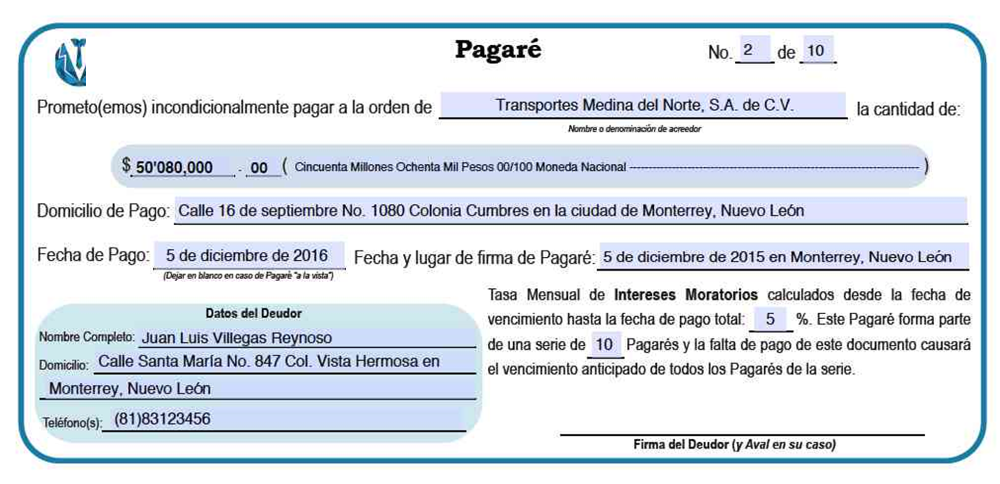 Pagaré
No. 2 de 10
Prometo(emos) incondicionalmente pagar a la orden de Transportes Medina del Norte, S.A. de C.V. la cantidad de:
Nombre o denominación de acreedor
$ 50'080,000 . 00 ( Cincuenta Millones Ochenta Mil Pesos 00/100 Moneda Nacional -------------------- )
Domicilio de Pago: Calle 16 de septiembre No. 1080 Colonia Cumbres en la ciudad de Monterrey, Nuevo León
Fecha de Pago: 5 de diciembre de 2016 Fecha y lugar de firma de Pagaré: 5 de diciembre de 2015 en Monterrey, Nuevo León
(Dejar en blanco en caso de Pagaré "a la vista")
Datos del Deudor
Nombre Completo: Juan Luis Villegas Reynoso
Domicilio: Calle Santa María No. 847 Col. Vista Hermosa en
Monterrey, Nuevo León
Teléfono(s): (81)83123456
Tasa Mensual de Intereses Moratorios calculados desde la fecha de
vencimiento hasta la fecha de pago total: 5 %. Este Pagaré forma parte
de una serie de 10 Pagarés y la falta de pago de este documento causará
el vencimiento anticipado de todos los Pagarés de la serie.
Firma del Deudor (y Aval en su caso)